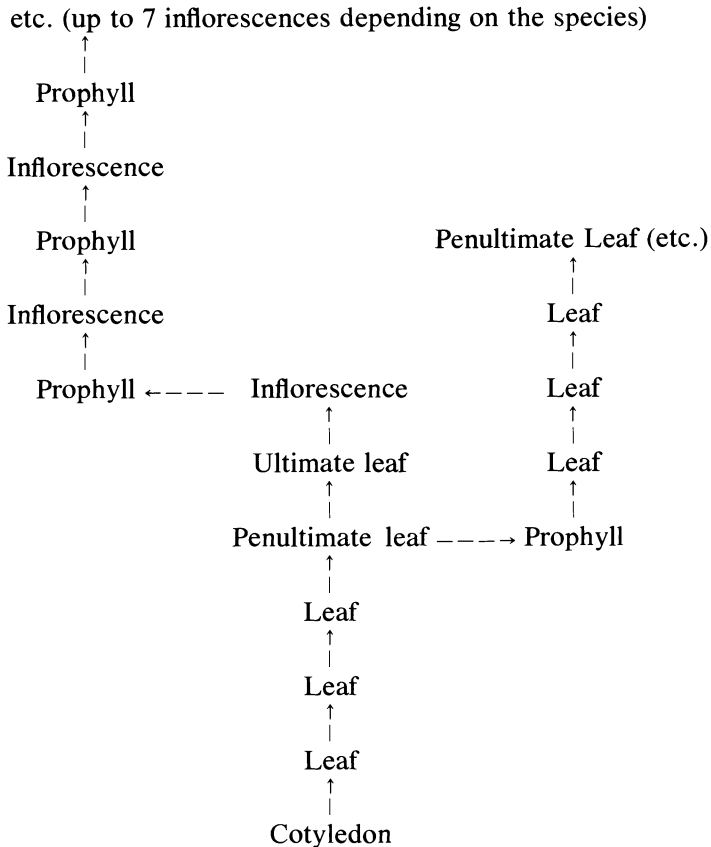 etc. (up to 7 inflorescences depending on the species)
Prophyll
Inflorescence
Prophyll Penultimate Leaf (etc.)
Inflorescence Leaf
Prophyll Inflorescence Leaf
Ultimate leaf Leaf
Penultimate leaf Prophyll
Leaf
Leaf
Leaf
Cotyledon